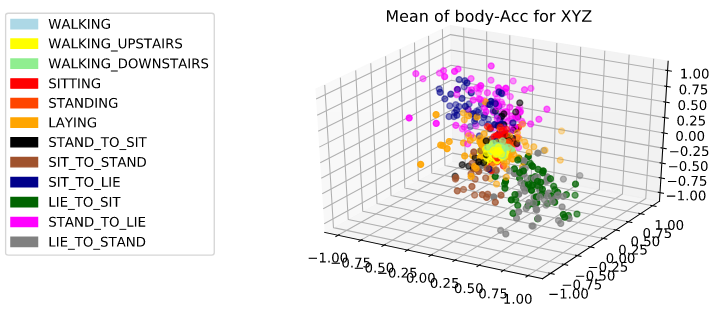 Mean of body-Acc for XYZ
WALKING
WALKING_UPSTAIRS
WALKING_DOWNSTAIRS
SITTING
STANDING
LAYING
STAND_TO_SIT
SIT_TO_STAND
SIT_TO_LIE
LIE_TO_SIT
STAND_TO_LIE
LIE_TO_STAND
1.00
0.75
0.50
0.25
0.00
−0.25
−0.50
−0.75
−1.00
−1.00
−0.75
−0.50
−0.25
0.00
0.25
0.50
0.75
1.00
1.00
0.75
0.50
0.25
0.00
−0.25
−0.50
−0.75
−1.00